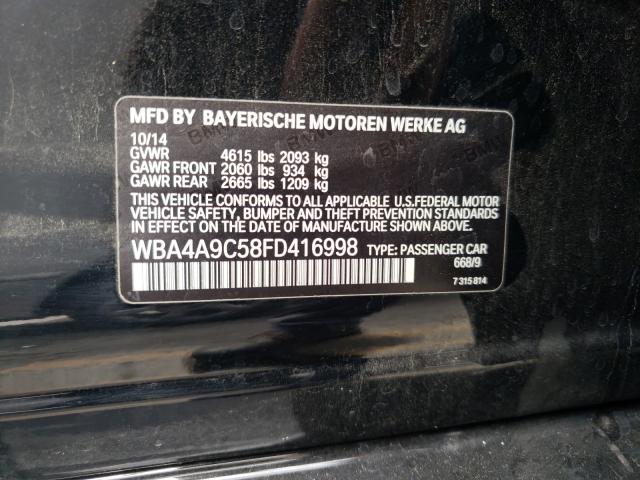 MFD BY BAYERISCHE MOTOREN WERKE AG
10/14
GVWR 4615 lbs 2093 kg
GAWR FRONT 2060 lbs 934 kg
GAWR REAR 2665 lbs 1209 kg
THIS VEHICLE CONFORMS TO ALL APPLICABLE U.S.FEDERAL MOTOR
VEHICLE SAFETY, BUMPER AND THEFT PREVENTION STANDARDS
IN EFFECT ON THE DATE OF MANUFACTURE SHOWN ABOVE.
WBA4A9C58FD416998 TYPE: PASSENGER CAR
668/9
7 315 814